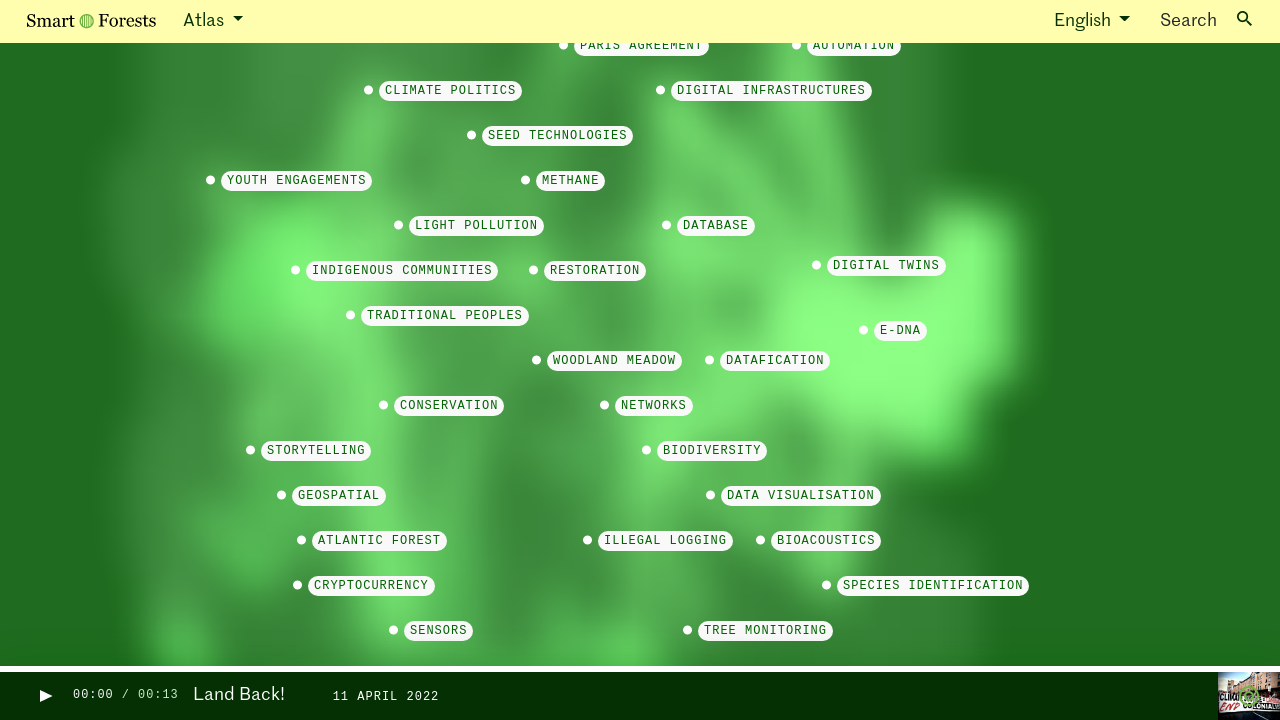 Smart Forests Atlas English Search
PARIS AGREEMENT AUTOMATION
CLIMATE POLITICS DIGITAL INFRASTRUCTURES
SEED TECHNOLOGIES
YOUTH ENGAGEMENTS METHANE
LIGHT POLLUTION DATABASE
DIGITAL TWINS
INDIGENOUS COMMUNITIES RESTORATION
TRADITIONAL PEOPLES
E-DNA
WOODLAND MEADOW DATAFICATION
CONSERVATION NETWORKS
STORYTELLING BIODIVERSITY
GEOSPATIAL DATA VISUALISATION
ATLANTIC FOREST ILLEGAL LOGGING BIOACOUSTICS
CRYPTOCURRENCY SPECIES IDENTIFICATION
SENSORS TREE MONITORING
00:00 / 00:13 Land Back! 11 APRIL 2022